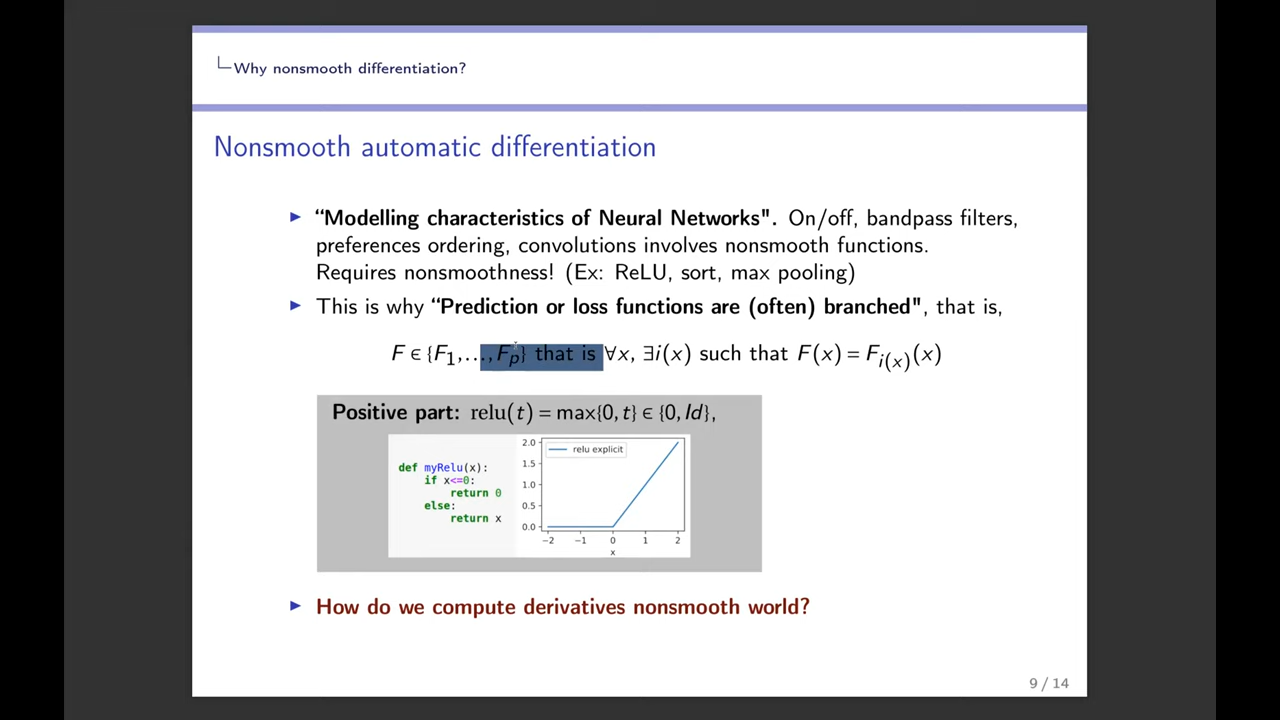 Why nonsmooth differentiation?
Nonsmooth automatic differentiation
"Modelling characteristics of Neural Networks". On/off, bandpass filters,
preferences ordering, convolutions involves nonsmooth functions.
Requires nonsmoothness! (Ex: ReLU, sort, max pooling)
This is why "Prediction or loss functions are (often) branched", that is,
F ∈ {F₁,...,Fₚ} that is ∀x, ∃i(x) such that F(x) = F_{i(x)}(x)
Positive part: relu(t) = max{0, t} ∈ {0, Id},
def myRelu(x):
if x<=0:
return 0
else:
return x
relu explicit
2.0
1.5
1.0
0.5
0.0
−2 −1 0 1 2
x
How do we compute derivatives nonsmooth world?
9 / 14